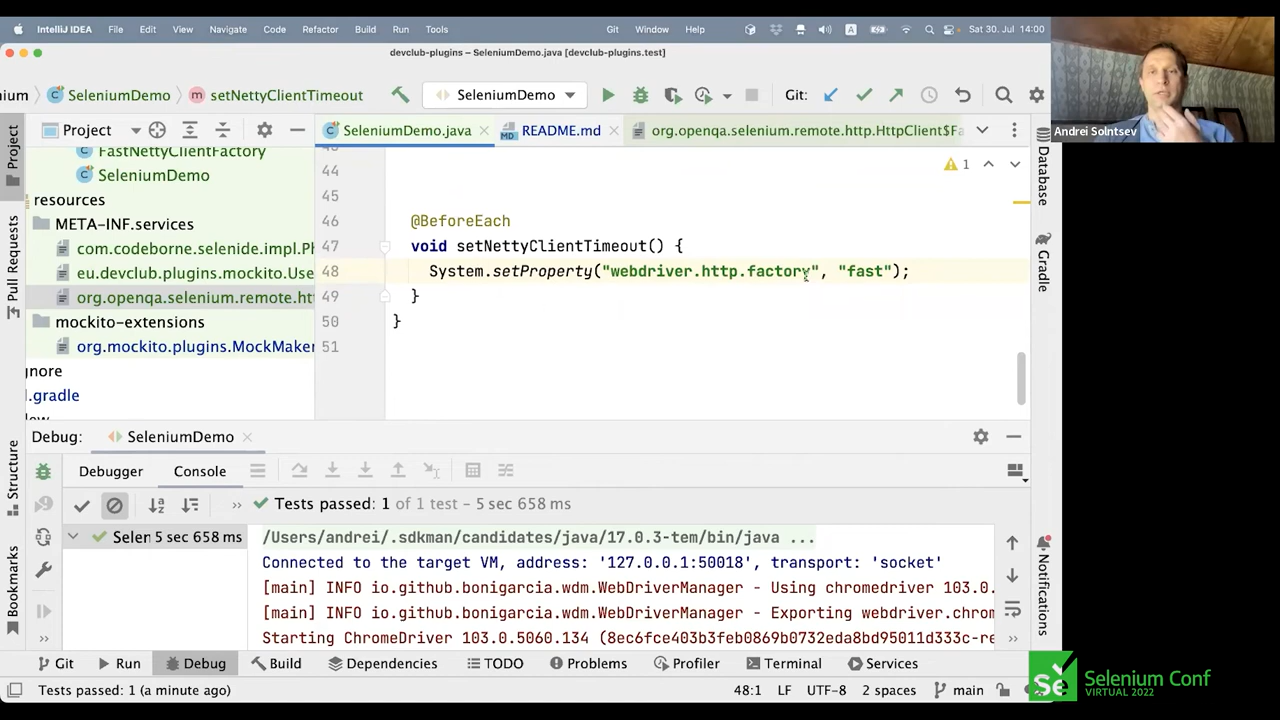 IntelliJ IDEA File Edit View Navigate Code Refactor Build Run Tools Git Window Help A Sat 30. Jul 14:00
devclub-plugins – SeleniumDemo.java [devclub-plugins.test]
nium SeleniumDemo setNettyClientTimeout SeleniumDemo Git:
Andrei Solntsev
Project Project SeleniumDemo.java README.md org.openqa.selenium.remote.http.HttpClient$Fa
FastNettyClientFactory
SeleniumDemo
resources
META-INF.services
com.codeborne.selenide.impl.Ph
eu.devclub.plugins.mockito.Use
org.openqa.selenium.remote.htt
mockito-extensions
org.mockito.plugins.MockMaker
gnore
l.gradle
Pull Requests
Structure
Bookmarks
1
44
45
46 @BeforeEach
47 void setNettyClientTimeout() {
48 System.setProperty("webdriver.http.factory", "fast");
49 }
50 }
51
Database
Gradle
Notifications
Debug: SeleniumDemo
Debugger Console
Tests passed: 1 of 1 test – 5 sec 658 ms
Selen 5 sec 658 ms
/Users/andrei/.sdkman/candidates/java/17.0.3-tem/bin/java ...
Connected to the target VM, address: '127.0.0.1:50018', transport: 'socket'
[main] INFO io.github.bonigarcia.wdm.WebDriverManager - Using chromedriver 103.0.
[main] INFO io.github.bonigarcia.wdm.WebDriverManager - Exporting webdriver.chrom
Starting ChromeDriver 103.0.5060.134 (8ec6fce403b3feb0869b0732eda8bd95011d333c-re
Git Run Debug Build Dependencies TODO Problems Profiler Terminal Services
Tests passed: 1 (a minute ago) 48:1 LF UTF-8 2 spaces main
Se Selenium Conf
VIRTUAL 2022